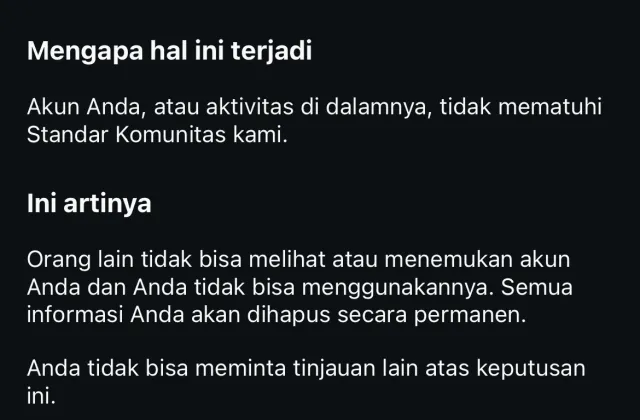 Mengapa hal ini terjadi
Akun Anda, atau aktivitas di dalamnya, tidak mematuhi
Standar Komunitas kami.
Ini artinya
Orang lain tidak bisa melihat atau menemukan akun
Anda dan Anda tidak bisa menggunakannya. Semua
informasi Anda akan dihapus secara permanen.
Anda tidak bisa meminta tinjauan lain atas keputusan
ini.